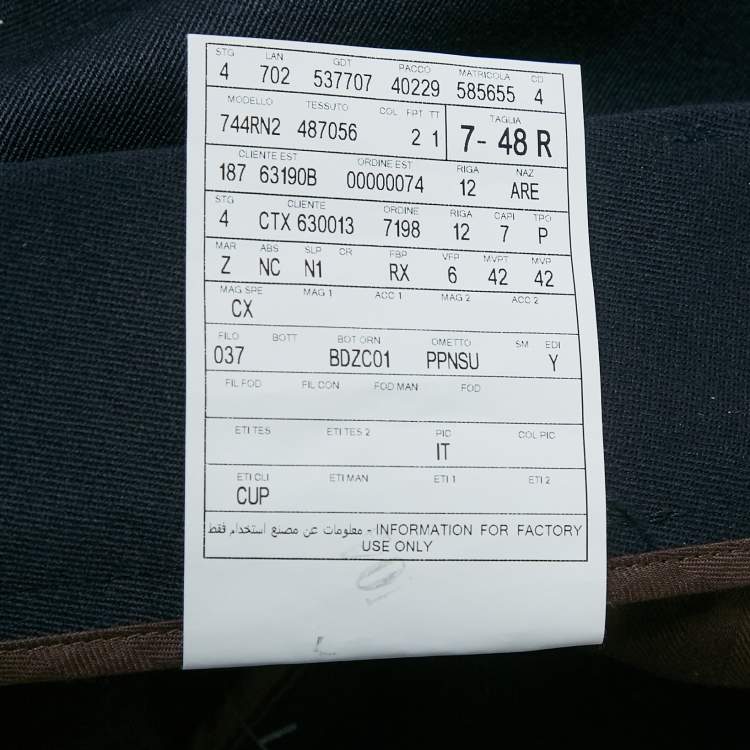 STG LAN GDT PACCO MATRICOLA CD
4 702 537707 40229 585655 4
MODELLO TESSUTO COL FPT TT TAGLIA
744RN2 487056 2 1 7- 48 R
CLIENTE EST ORDINE EST RIGA NAZ
187 63190B 00000074 12 ARE
STG CLIENTE ORDINE RIGA CAPI TPO
4 CTX 630013 7198 12 7 P
MAR ABS SLP CR FBP VFP MVPT MVP
Z NC N1 RX 6 42 42
MAG SPE MAG 1 ACC 1 MAG 2 ACC 2
CX
FILO BOTT BOT ORN OMETTO SM EDI
037 BDZC01 PPNSU Y
FIL FOD FIL CON FOD MAN FOD
ETI TES ETI TES 2 PIC COL PIC
IT
ETI CLI ETI MAN ETI 1 ETI 2
CUP
معلومات عن مصنع استخدام فقط - INFORMATION FOR FACTORY
USE ONLY